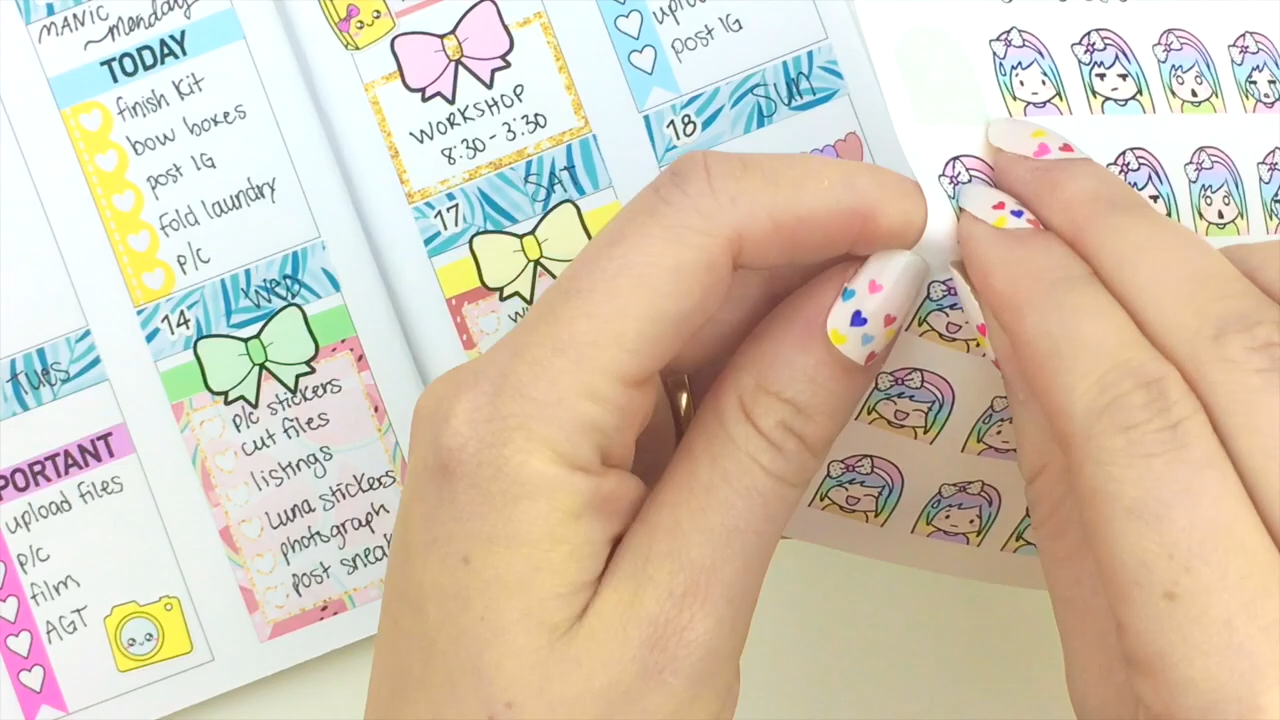 MANIC
Monday
TODAY
finish kit
bow boxes
post IG
fold laundry
P/C
TUES
PORTANT
upload files
P/C
film
AGT
14 WED
P/C stickers
cut files
listings
Luna stickers
photograph
post sneak
WORKSHOP
8:30-3:30
17 SAT
post IG
18 Sun